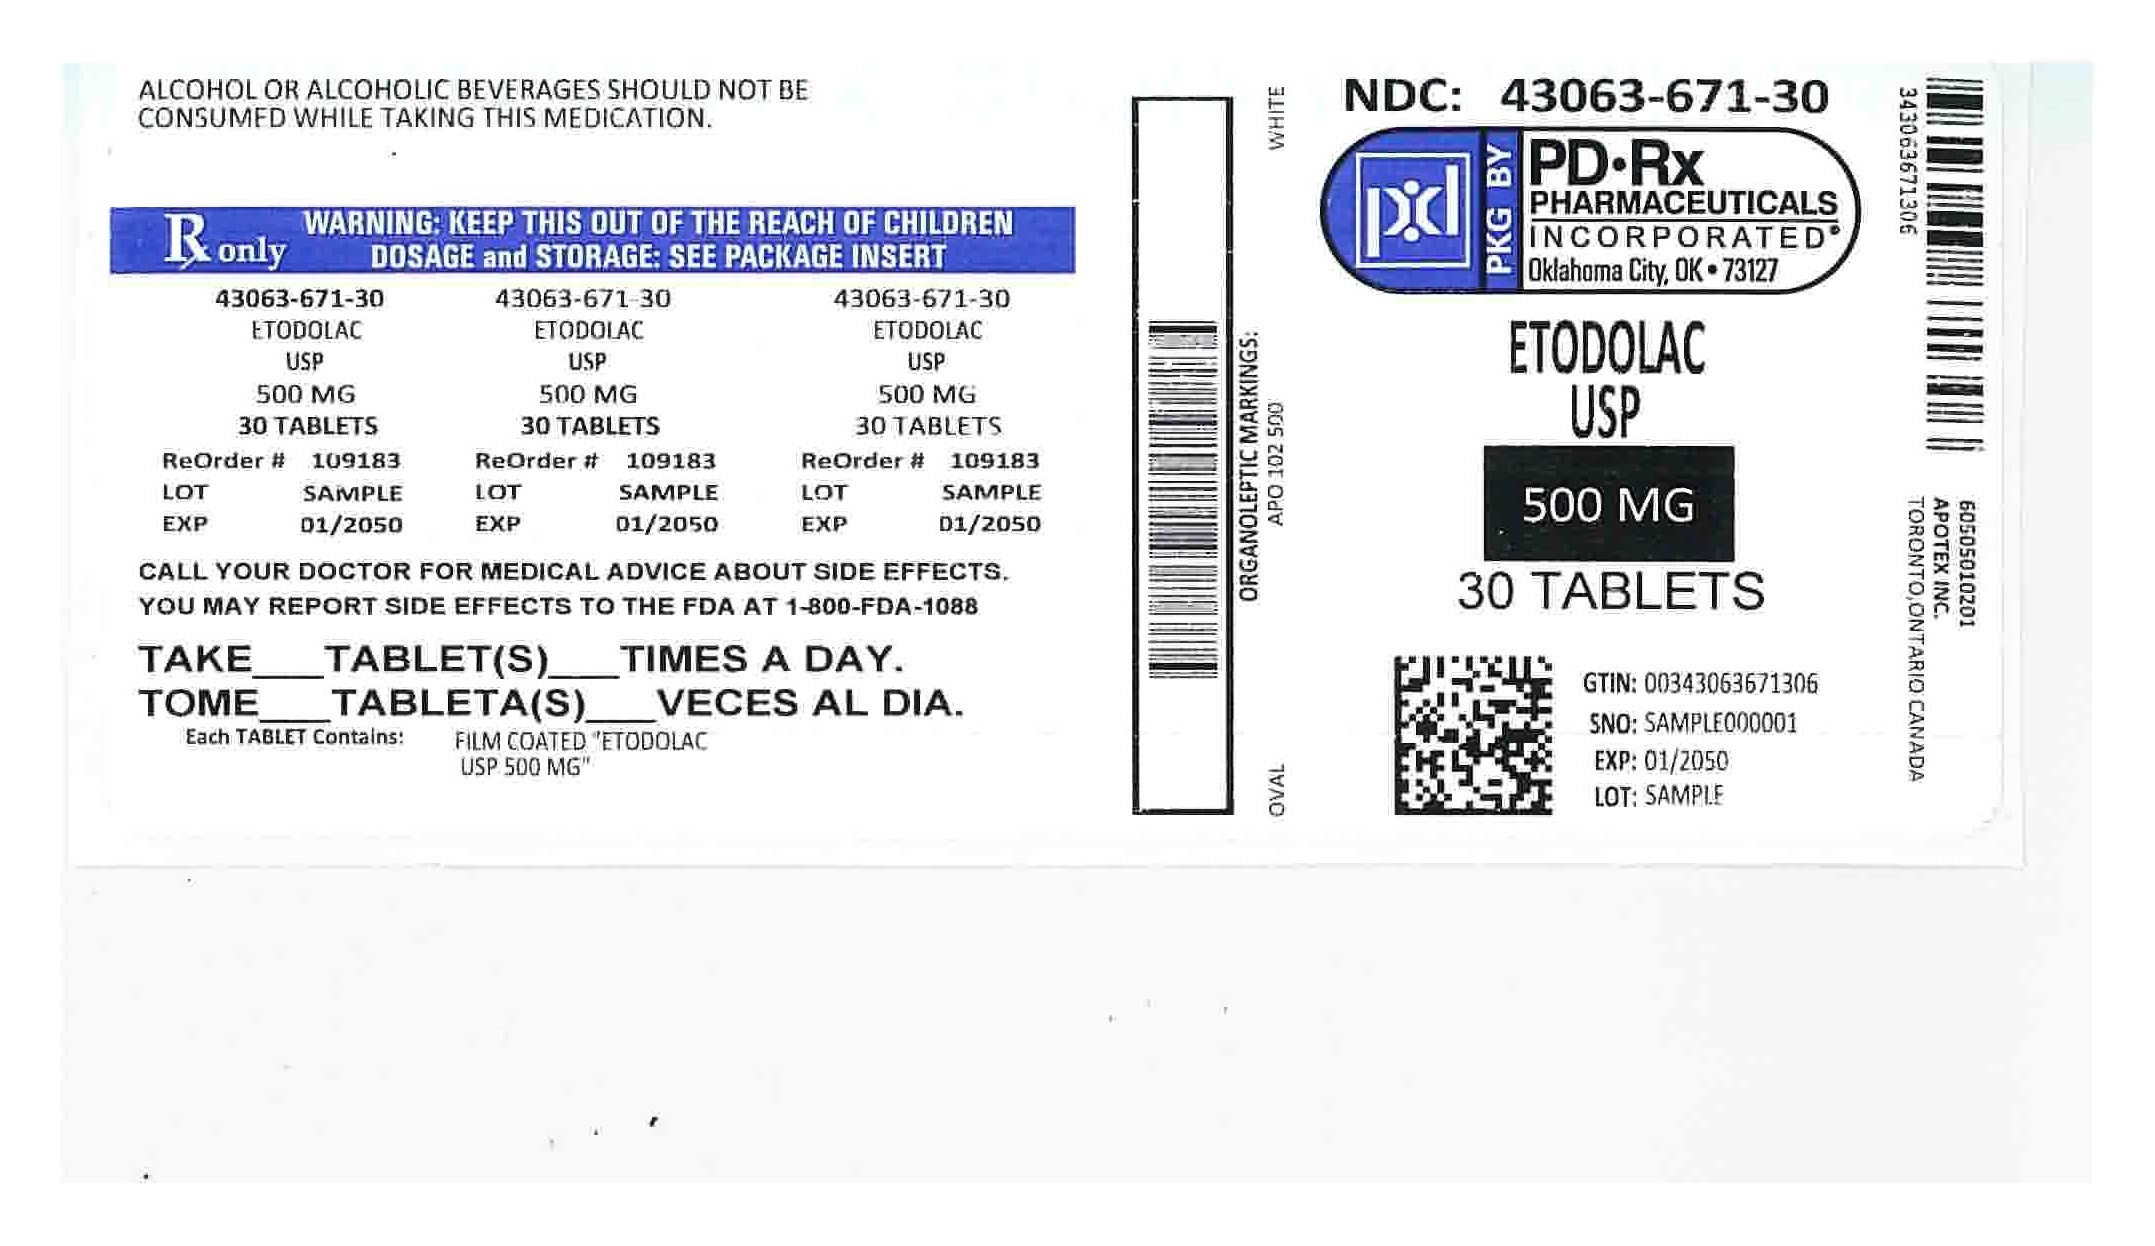 ALCOHOL OR ALCOHOLIC BEVERAGES SHOULD NOT BE
CONSUMED WHILE TAKING THIS MEDICATION.
Rx only
WARNING: KEEP THIS OUT OF THE REACH OF CHILDREN
DOSAGE and STORAGE: SEE PACKAGE INSERT
43063-671-30 43063-671-30 43063-671-30
ETODOLAC ETODOLAC ETODOLAC
USP USP USP
500 MG 500 MG 500 MG
30 TABLETS 30 TABLETS 30 TABLETS
ReOrder # 109183 ReOrder # 109183 ReOrder # 109183
LOT SAMPLE LOT SAMPLE LOT SAMPLE
EXP 01/2050 EXP 01/2050 EXP 01/2050
CALL YOUR DOCTOR FOR MEDICAL ADVICE ABOUT SIDE EFFECTS.
YOU MAY REPORT SIDE EFFECTS TO THE FDA AT 1-800-FDA-1088
TAKE___TABLET(S)___TIMES A DAY.
TOME___TABLETA(S)___VECES AL DIA.
Each TABLET Contains: FILM COATED "ETODOLAC
USP 500 MG"
ORGANOLEPTIC MARKINGS:
OVAL APO 102 500 WHITE
NDC: 43063-671-30
pd
PKG BY
PD•Rx
PHARMACEUTICALS
INCORPORATED®
Oklahoma City, OK • 73127
ETODOLAC
USP
500 MG
30 TABLETS
GTIN: 00343063671306
SNO: SAMPLE000001
EXP: 01/2050
LOT: SAMPLE
343063671306
60505010201
APOTEX INC.
TORONTO,ONTARIO CANADA